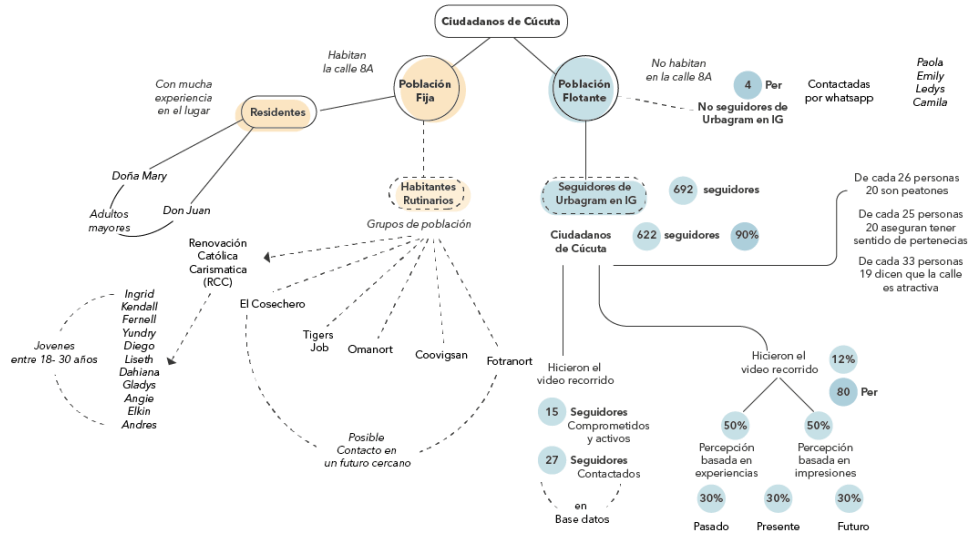 Ciudadanos de Cúcuta
Habitan
la calle 8A
Población
Fija
Población
Flotante
No habitan
en la calle 8A
4 Per
No seguidores de
Urbagram en IG
Contactadas
por whatsapp
Paola
Emily
Ledys
Camila
Con mucha
experiencia
en el lugar
Residentes
Doña Mary
Don Juan
Adultos
mayores
Habitantes
Rutinarios
Grupos de población
Renovación
Católica
Carismatica
(RCC)
El Cosechero
Tigers
Job
Omanort
Coovigsan
Fotranort
Posible
Contacto en
un futuro cercano
Jovenes
entre 18- 30 años
Ingrid
Kendall
Fernell
Yundry
Diego
Liseth
Dahiana
Gladys
Angie
Elkin
Andres
Seguidores de
Urbagram en IG
692 seguidores
Ciudadanos
de Cúcuta
622 seguidores 90%
De cada 26 personas
20 son peatones
De cada 25 personas
20 aseguran tener
sentido de pertenecias
De cada 33 personas
19 dicen que la calle
es atractiva
Hicieron el
video recorrido
15 Seguidores
Comprometidos
y activos
27 Seguidores
Contactados
en
Base datos
Hicieron el
video recorrido
12%
80 Per
50%
Percepción
basada en
experiencias
50%
Percepción
basada en
impresiones
30% 30% 30%
Pasado Presente Futuro